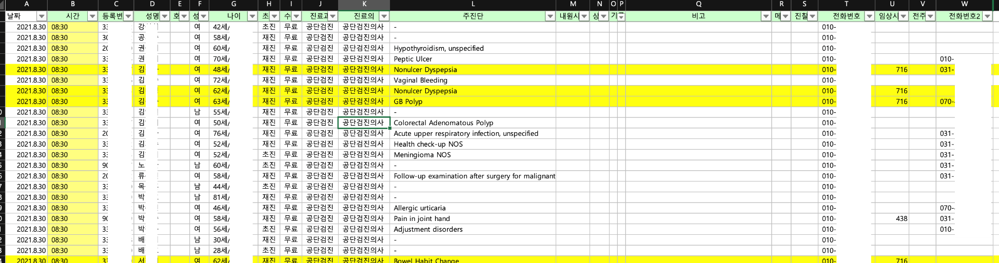 A B C D E F G H I J K L M N O P Q R S T U V W
날짜 시간 등록번 성명 호 성 나이 초 수 진료과 진료의 주진단 내원시 상 기 비고 메 진찰 전화번호 임상시 전주 전화번호2
2021.8.30 08:30 33 강 여 42세/ 초진 무료 공단검진 공단검진의사 - 010-
2021.8.30 08:30 30 공 여 58세/ 재진 무료 공단검진 공단검진의사 - 010-
2021.8.30 08:30 20 권 여 60세/ 재진 무료 공단검진 공단검진의사 Hypothyroidism, unspecified 010-
2021.8.30 08:30 33 권 여 70세/ 재진 무료 공단검진 공단검진의사 Peptic Ulcer 010- 010-
2021.8.30 08:30 33 김 여 48세/ 재진 무료 공단검진 공단검진의사 Nonulcer Dyspepsia 010- 716 031-
2021.8.30 08:30 33 김 여 72세/ 재진 무료 공단검진 공단검진의사 Vaginal Bleeding 010-
2021.8.30 08:30 33 김 여 62세/ 재진 무료 공단검진 공단검진의사 Nonulcer Dyspepsia 010- 716
2021.8.30 08:30 33 김 여 63세/ 재진 무료 공단검진 공단검진의사 GB Polyp 010- 716 070-
0 2021.8.30 08:30 33 김 남 55세/ 재진 무료 공단검진 공단검진의사 - 010-
1 2021.8.30 08:30 33 김 여 50세/ 재진 무료 공단검진 공단검진의사 Colorectal Adenomatous Polyp 010-
2 2021.8.30 08:30 20 김 여 76세/ 재진 무료 공단검진 공단검진의사 Acute upper respiratory infection, unspecified 010- 031-
3 2021.8.30 08:30 33 김 여 52세/ 재진 무료 공단검진 공단검진의사 Health check-up NOS 010- 031-
4 2021.8.30 08:30 33 김 여 52세/ 초진 무료 공단검진 공단검진의사 Meningioma NOS 010- 031-
5 2021.8.30 08:30 90 노 남 60세/ 초진 무료 공단검진 공단검진의사 - 010- 031-
6 2021.8.30 08:30 20 류 여 58세/ 재진 무료 공단검진 공단검진의사 Follow-up examination after surgery for malignant 010- 031-
7 2021.8.30 08:30 33 목 남 44세/ 초진 무료 공단검진 공단검진의사 - 010-
8 2021.8.30 08:30 33 박 남 81세/ 재진 무료 공단검진 공단검진의사 - 010-
9 2021.8.30 08:30 33 박 여 46세/ 재진 무료 공단검진 공단검진의사 Allergic urticaria 010- 070-
0 2021.8.30 08:30 90 박 여 58세/ 재진 무료 공단검진 공단검진의사 Pain in joint hand 010- 438 031-
1 2021.8.30 08:30 33 박 여 56세/ 초진 무료 공단검진 공단검진의사 Adjustment disorders 010- 010-
2 2021.8.30 08:30 33 배 남 30세/ 재진 무료 공단검진 공단검진의사 - 010-
3 2021.8.30 08:30 33 배 남 28세/ 초진 무료 공단검진 공단검진의사 - 010-
4 2021.8.30 08:30 33 서 여 62세/ 재진 무료 공단검진 공단검진의사 Bowel Habit Change 010- 716